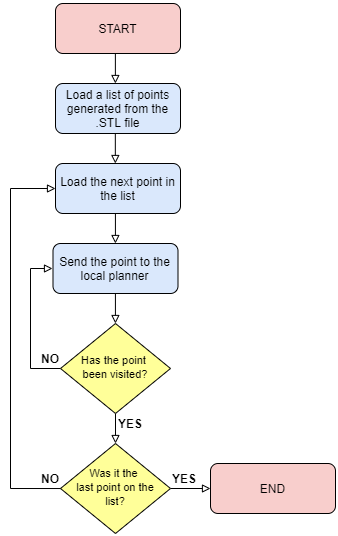 START
Load a list of points
generated from the
.STL file
Load the next point in
the list
Send the point to the
local planner
NO
Has the point
been visited?
YES
NO
Was it the
last point on the
list?
YES
END